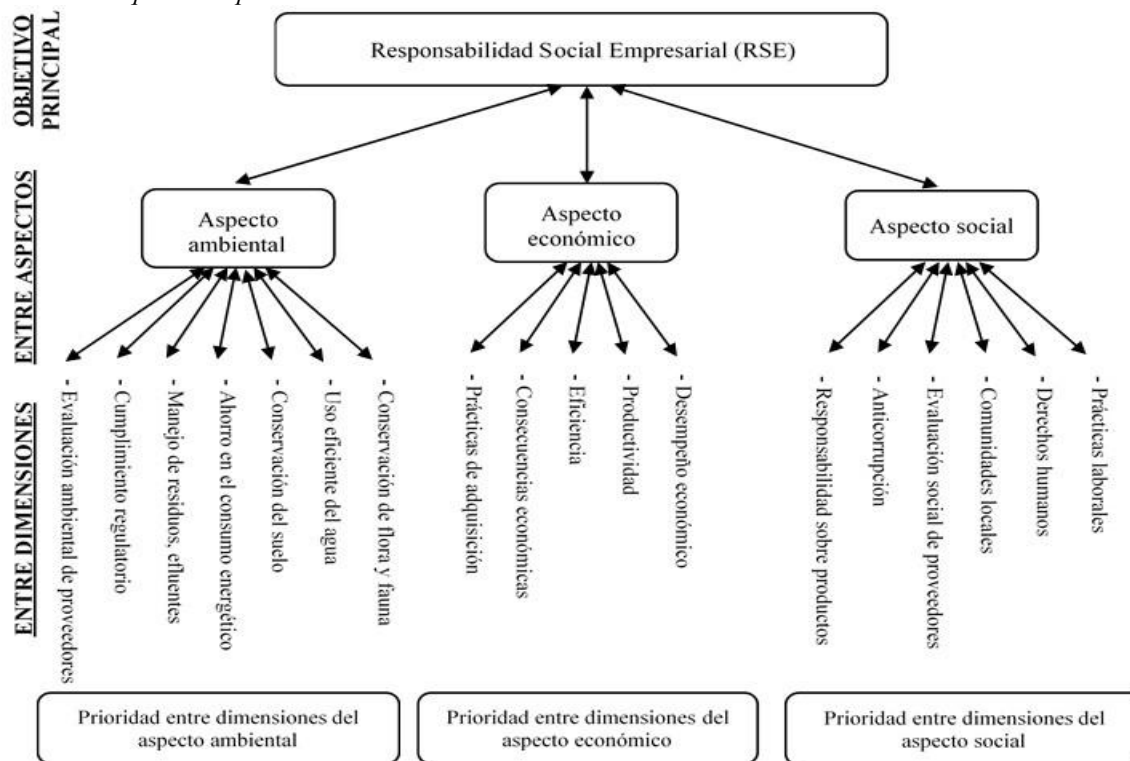 OBJETIVO
PRINCIPAL
Responsabilidad Social Empresarial (RSE)
ENTRE ASPECTOS
Aspecto
ambiental
Aspecto
económico
Aspecto social
ENTRE DIMENSIONES
- Evaluación ambiental de proveedores
- Cumplimiento regulatorio
- Manejo de residuos, efluentes
- Ahorro en el consumo energético
- Conservación del suelo
- Uso eficiente del agua
- Conservación de flora y fauna
- Prácticas de adquisición
- Consecuencias económicas
- Eficiencia
- Productividad
- Desempeño económico
- Responsabilidad sobre productos
- Anticorrupción
- Evaluación social de proveedores
- Comunidades locales
- Derechos humanos
- Prácticas laborales
Prioridad entre dimensiones del
aspecto ambiental
Prioridad entre dimensiones del
aspecto económico
Prioridad entre dimensiones del
aspecto social